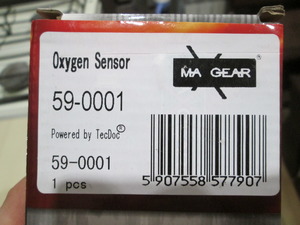 Oxygen Sensor
MA GEAR
59-0001
Powered by TecDoc®
59-0001
1 pcs
5 907558 577907